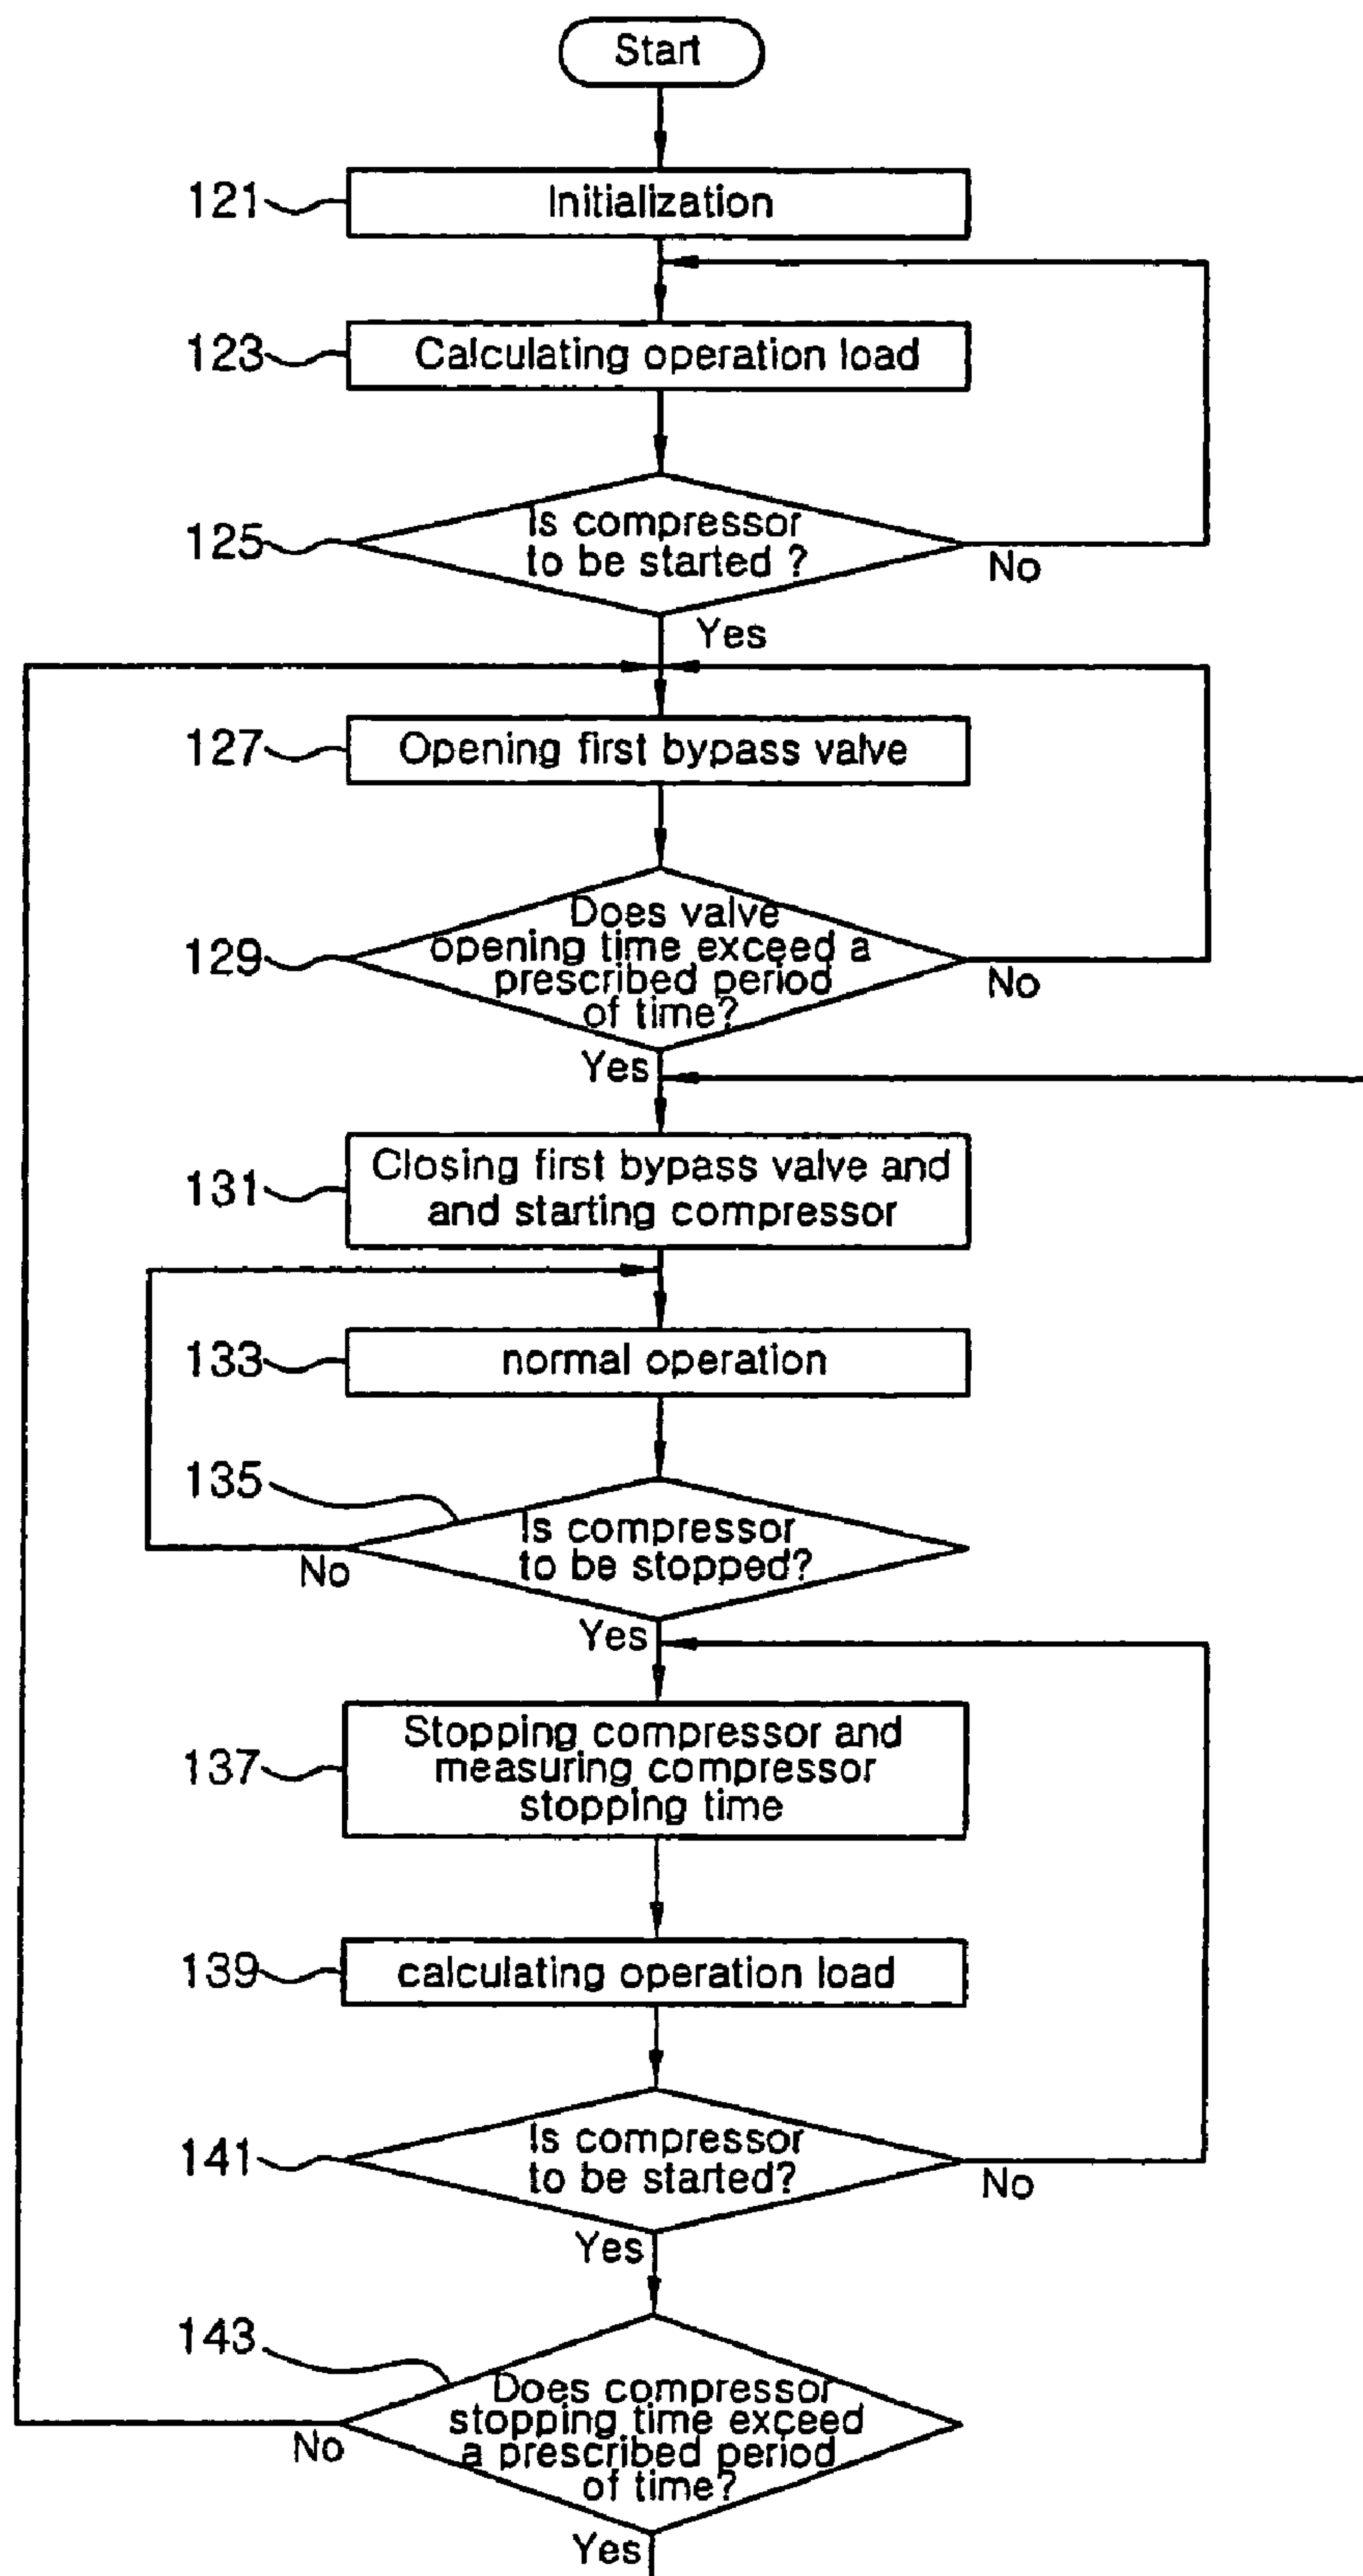 Start
121
Initialization
123
Calculating operation load
125
Is compressor
to be started ?
No
Yes
127
Opening first bypass valve
129
Does valve
opening time exceed a
prescribed period
of time?
No
Yes
131
Closing first bypass valve and
and starting compressor
133
normal operation
135
Is compressor
to be stopped?
No
Yes
137
Stopping compressor and
measuring compressor
stopping time
139
calculating operation load
141
Is compressor
to be started?
No
Yes
143
Does compressor
stopping time exceed
a prescribed period
of time?
No
Yes